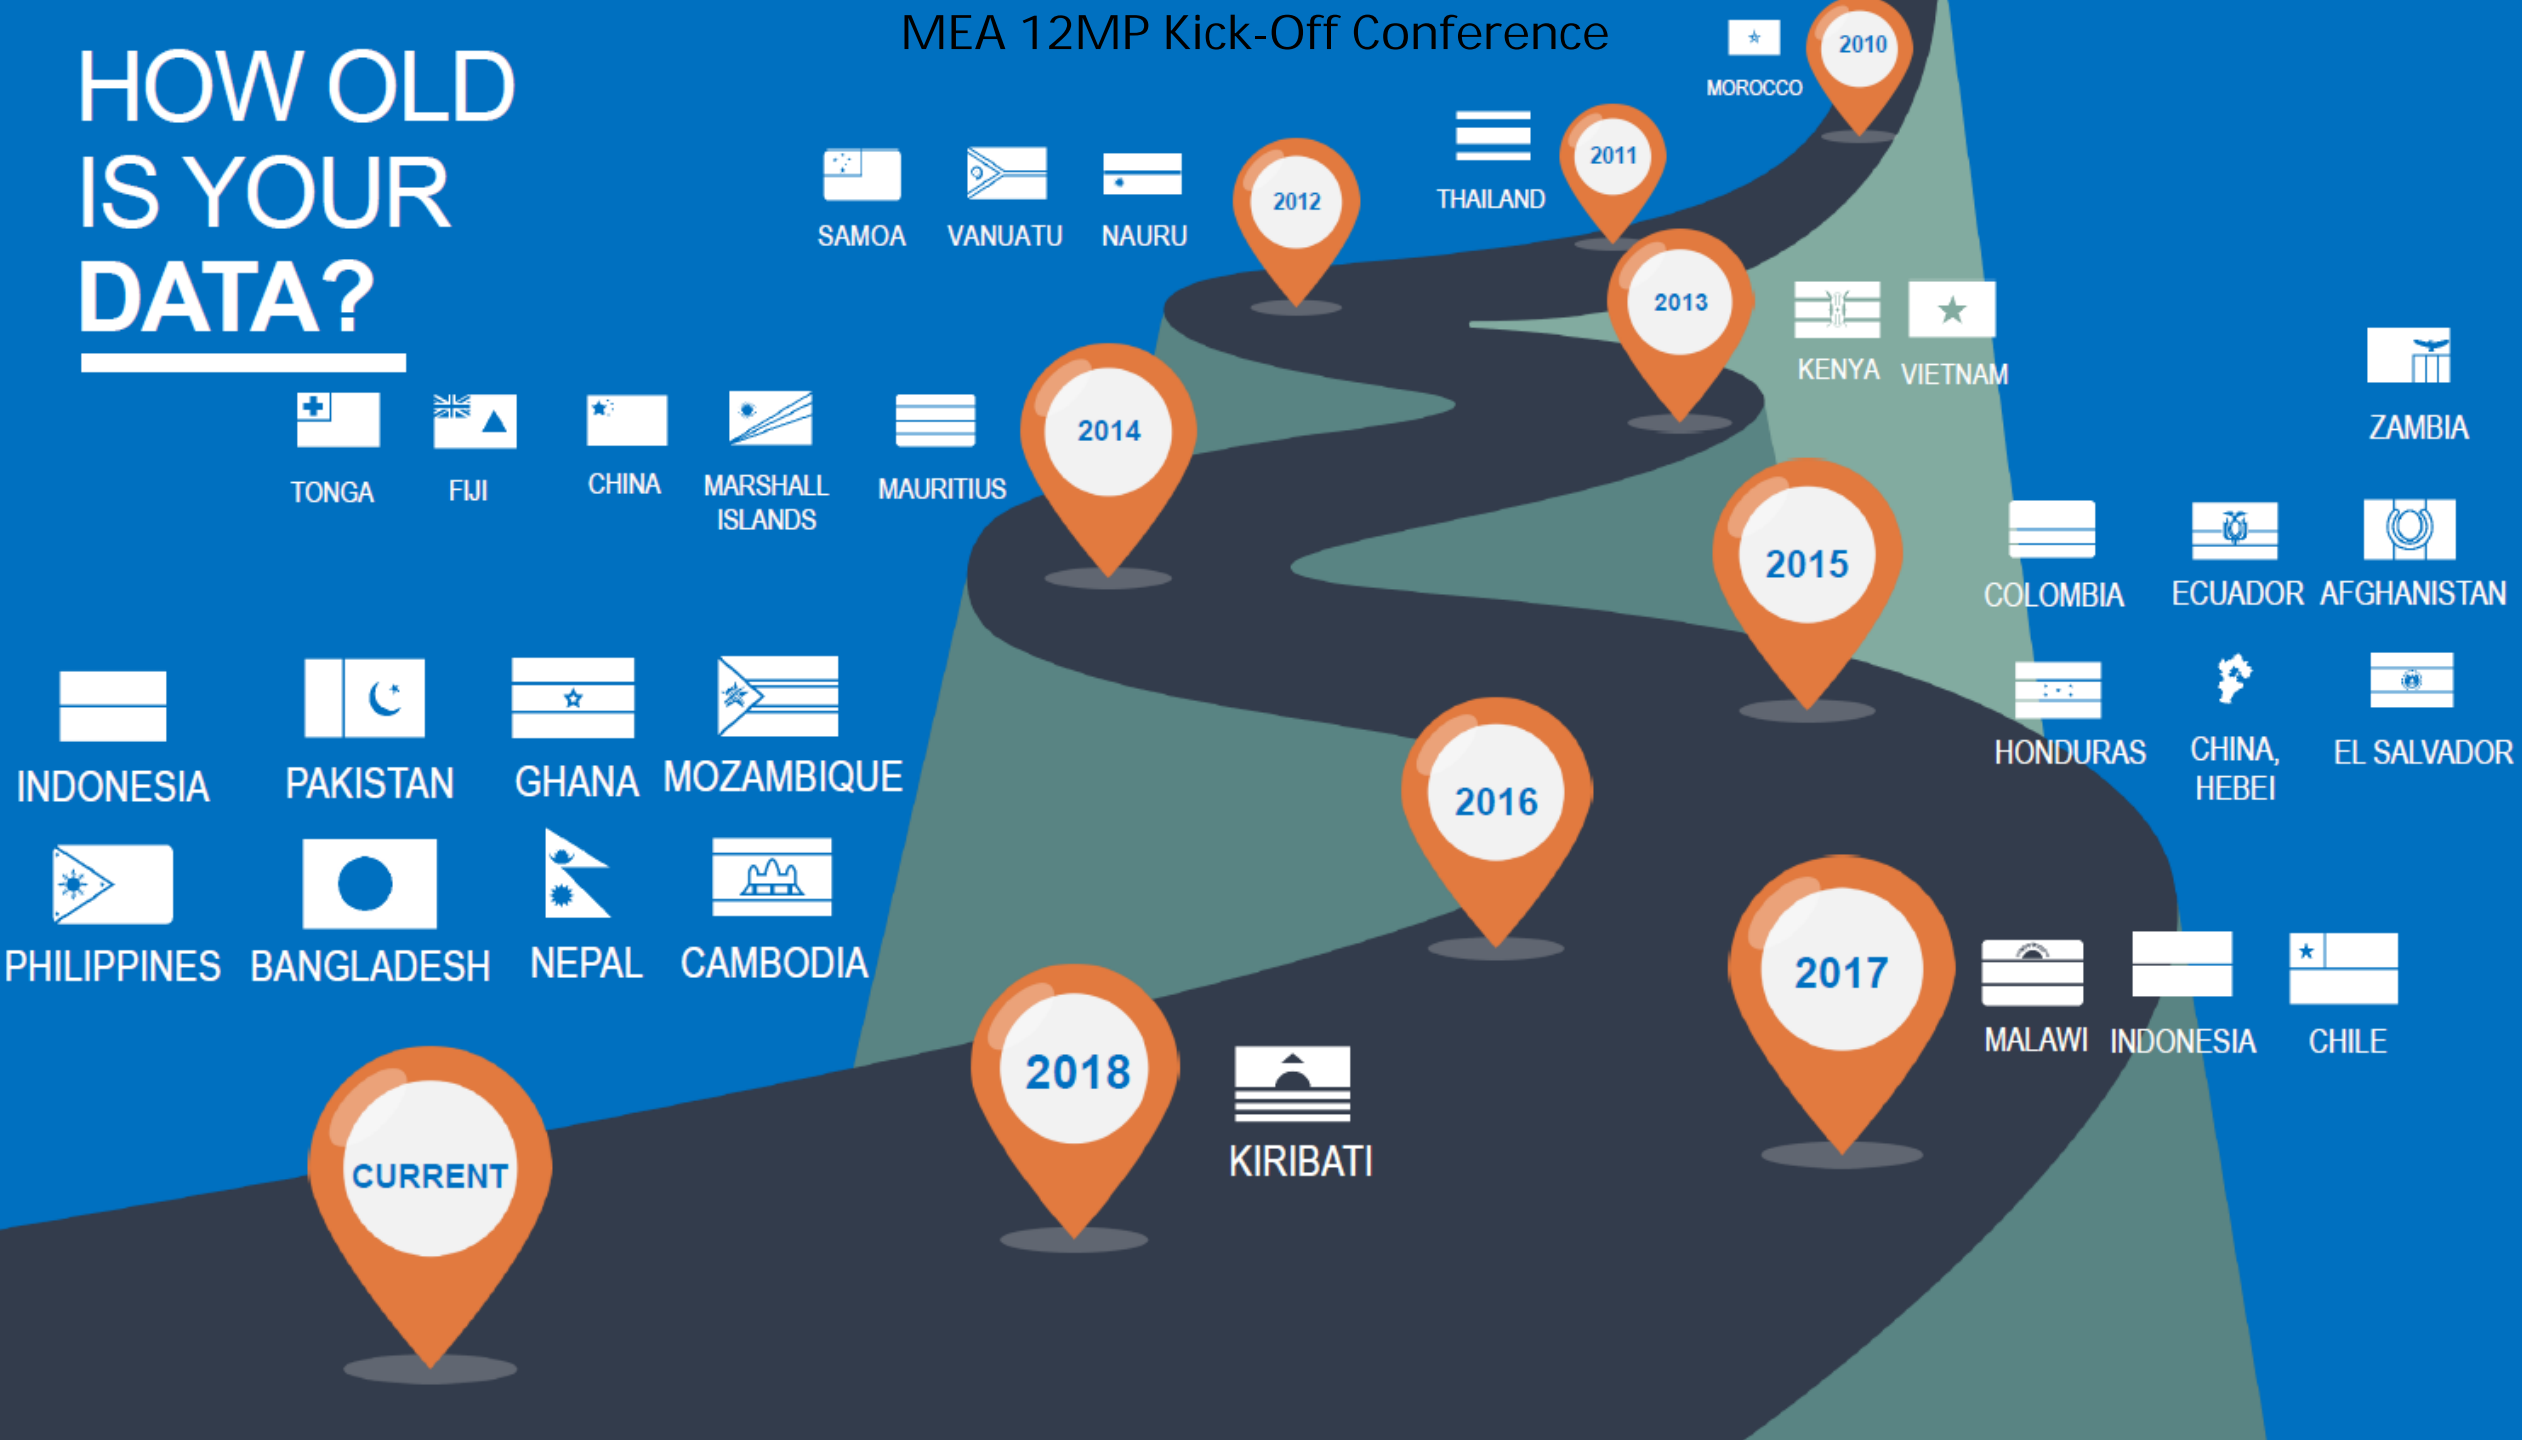 MEA 12MP Kick-Off Conference
HOW OLD
IS YOUR
DATA?
MOROCCO
2010
THAILAND
2011
SAMOA
VANUATU
NAURU
2012
2013
KENYA
VIETNAM
TONGA
FIJI
CHINA
MARSHALL
ISLANDS
MAURITIUS
2014
2015
ZAMBIA
COLOMBIA
ECUADOR
AFGHANISTAN
HONDURAS
CHINA,
HEBEI
EL SALVADOR
INDONESIA
PAKISTAN
GHANA
MOZAMBIQUE
PHILIPPINES
BANGLADESH
NEPAL
CAMBODIA
2016
2017
MALAWI
INDONESIA
CHILE
2018
KIRIBATI
CURRENT